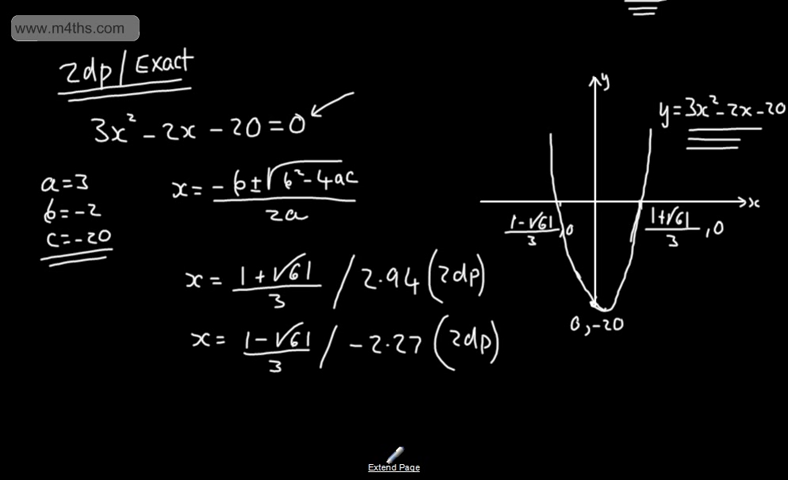 www.m4ths.com
2dp / Exact
3x² - 2x - 20 = 0
a = 3
b = -2
c = -20
x = (-b ± √(b² - 4ac)) / 2a
x = (1 + √61) / 3 / 2.94 (2dp)
x = (1 - √61) / 3 / -2.27 (2dp)
y
y = 3x² - 2x - 20
x
(1 - √61) / 3 , 0
(1 + √61) / 3 , 0
0, -20
Extend Page